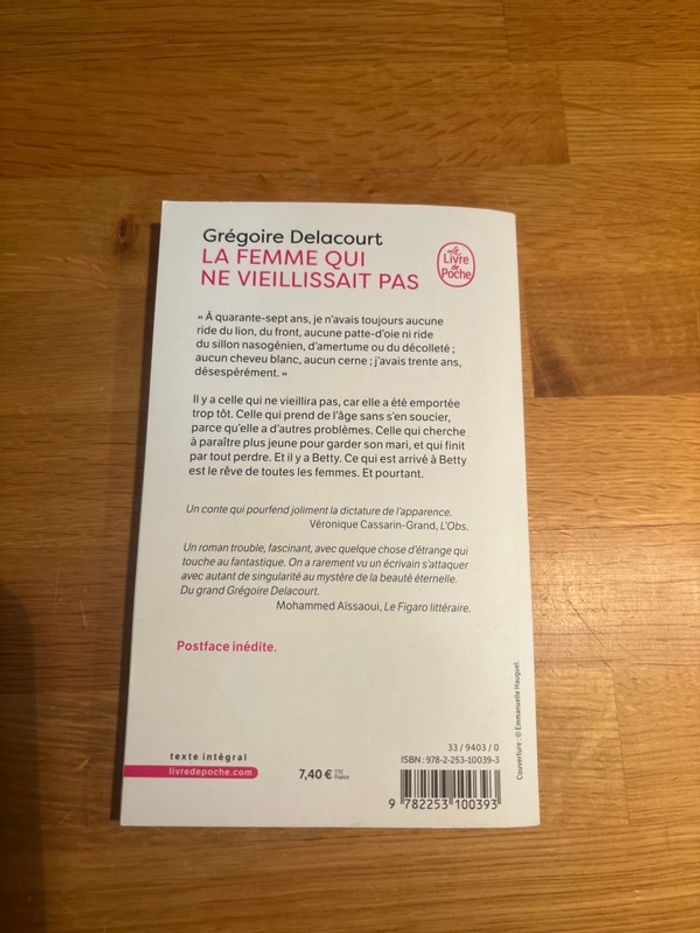 Grégoire Delacourt
LA FEMME QUI
NE VIEILLISSAIT PAS
Le
Livre
de
Poche
« À quarante-sept ans, je n'avais toujours aucune
ride du lion, du front, aucune patte-d'oie ni ride
du sillon nasogénien, d'amertume ou du décolleté ;
aucun cheveu blanc, aucun cerne ; j'avais trente ans,
désespérément. »
Il y a celle qui ne vieillira pas, car elle a été emportée
trop tôt. Celle qui prend de l'âge sans s'en soucier,
parce qu'elle a d'autres problèmes. Celle qui cherche
à paraître plus jeune pour garder son mari, et qui finit
par tout perdre. Et il y a Betty. Ce qui est arrivé à Betty
est le rêve de toutes les femmes. Et pourtant.
Un conte qui pourfend joliment la dictature de l'apparence.
Véronique Cassarin-Grand, L'Obs.
Un roman trouble, fascinant, avec quelque chose d'étrange qui
touche au fantastique. On a rarement vu un écrivain s'attaquer
avec autant de singularité au mystère de la beauté éternelle.
Du grand Grégoire Delacourt.
Mohammed Aïssaoui, Le Figaro littéraire.
Postface inédite.
Couverture : © Emmanuelle Hauguel.
texte intégral
livredepoche.com
7,40 € TTC
France
33 / 9403 / 0
ISBN : 978-2-253-10039-3
9 782253 100393